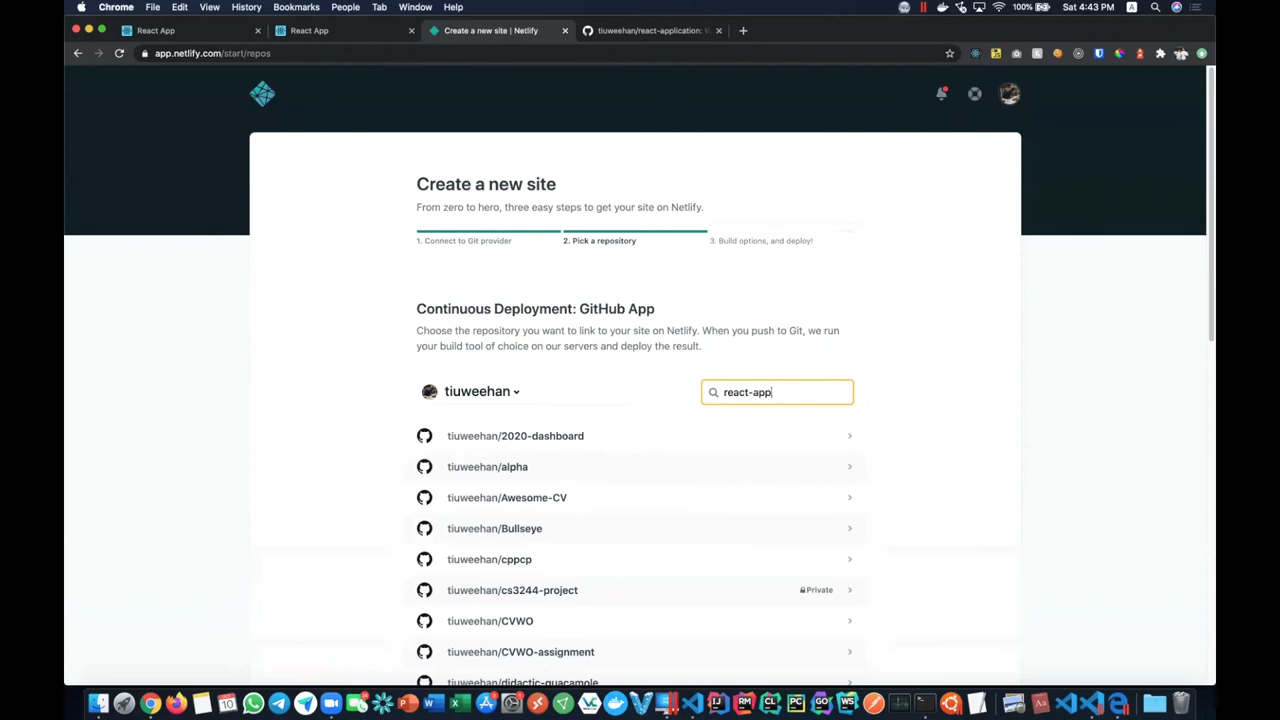 Chrome File Edit View History Bookmarks People Tab Window Help
100%
Sat 4:43 PM
A
React App
React App
Create a new site | Netlify
tiuweehan/react-application:
app.netlify.com/start/repos
Create a new site
From zero to hero, three easy steps to get your site on Netlify.
1. Connect to Git provider
2. Pick a repository
3. Build options, and deploy!
Continuous Deployment: GitHub App
Choose the repository you want to link to your site on Netlify. When you push to Git, we run
your build tool of choice on our servers and deploy the result.
tiuweehan
react-app
tiuweehan/2020-dashboard
tiuweehan/alpha
tiuweehan/Awesome-CV
tiuweehan/Bullseye
tiuweehan/cppcp
tiuweehan/cs3244-project
Private
tiuweehan/CVWO
tiuweehan/CVWO-assignment
tiuweehan/didactic-guacamole